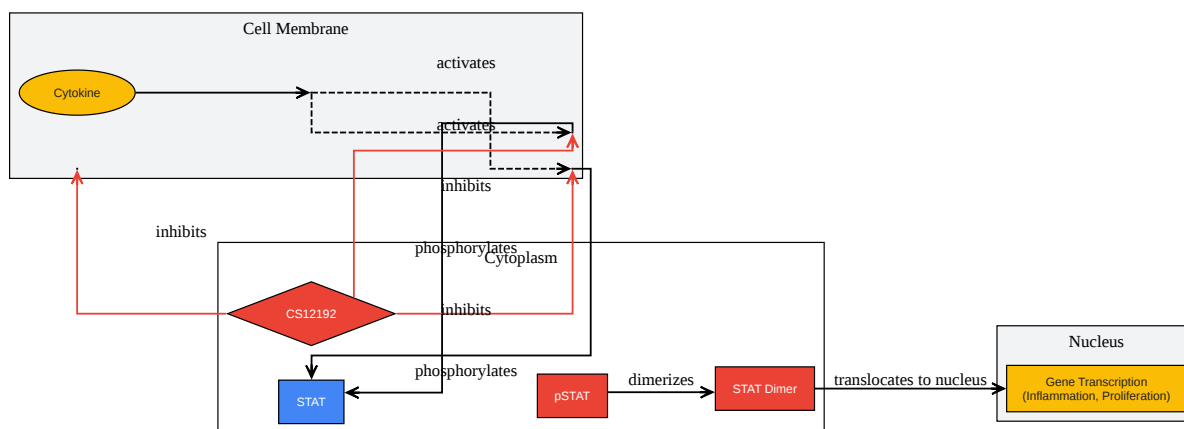 Cell Membrane
activates
Cytokine
activates
inhibits
inhibits
phosphorylates
Cytoplasm
CS12192
inhibits
Nucleus
phosphorylates
dimerizes
translocates to nucleus
Gene Transcription
(Inflammation, Proliferation)
STAT
pSTAT
STAT Dimer